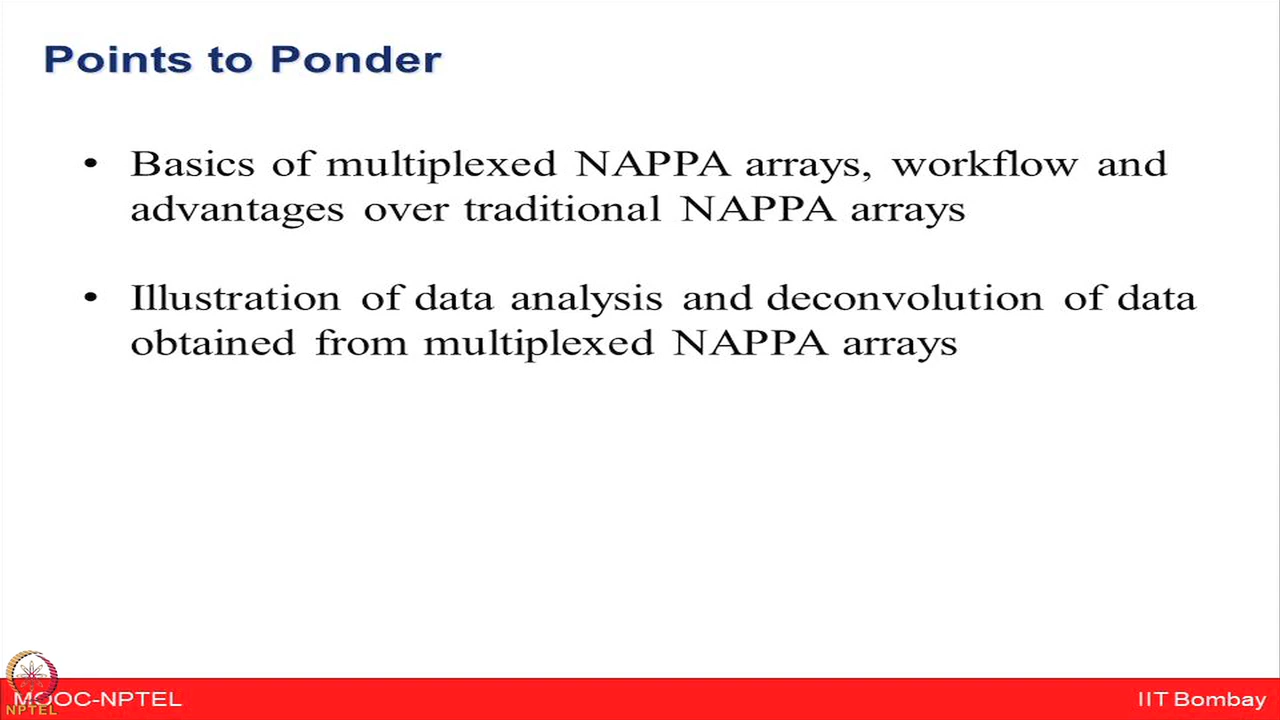 Points to Ponder
• Basics of multiplexed NAPPA arrays, workflow and
advantages over traditional NAPPA arrays
• Illustration of data analysis and deconvolution of data
obtained from multiplexed NAPPA arrays
MOOC-NPTEL
NPTEL
IIT Bombay